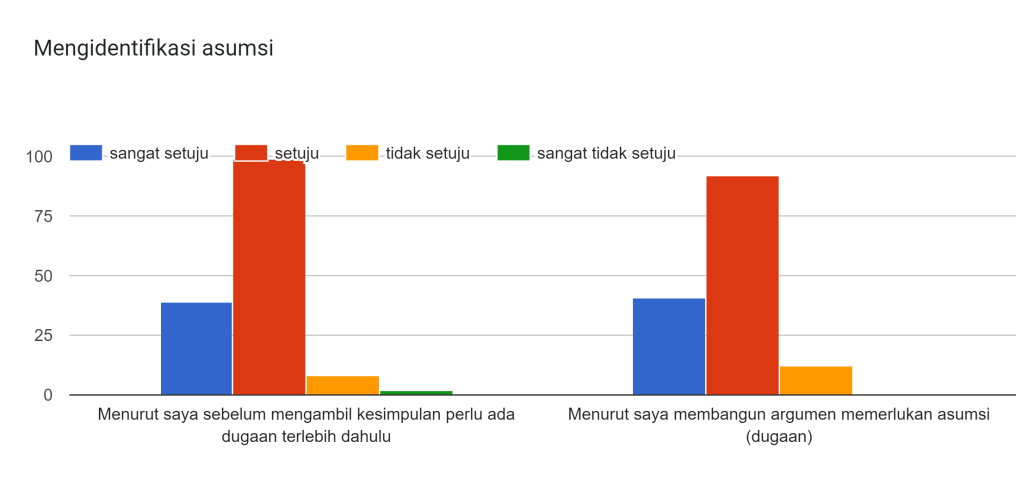 Mengidentifikasi asumsi
sangat setuju setuju tidak setuju sangat tidak setuju
100
75
50
25
0
Menurut saya sebelum mengambil kesimpulan perlu ada
dugaan terlebih dahulu
Menurut saya membangun argumen memerlukan asumsi
(dugaan)